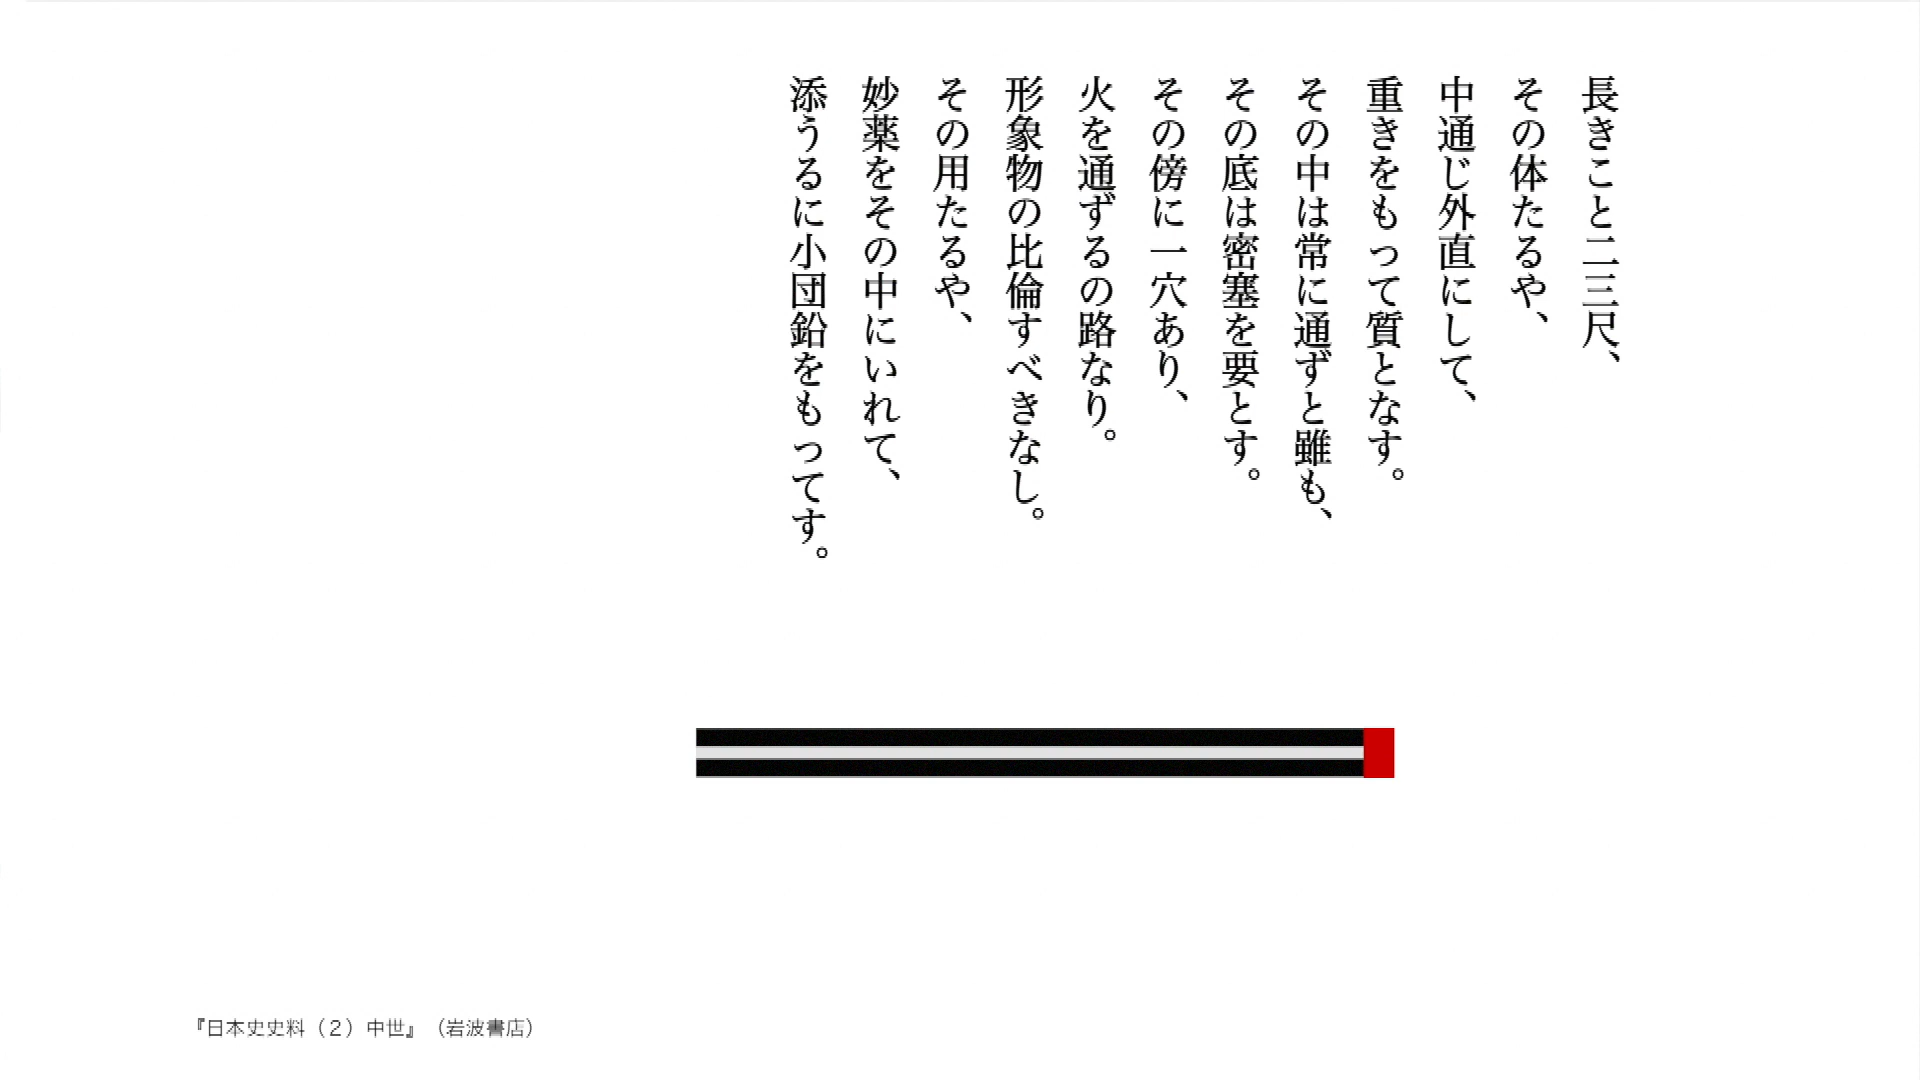 長きこと二三尺、
その体たるや、
中通じ外直にして、
重きをもって質となす。
その中は常に通ずと雖も、
その底は密塞を要とす。
その傍に一穴あり、
火を通ずるの路なり。
形象物の比倫すべきなし。
その用たるや、
妙薬をその中にいれて、
添うるに小団鉛をもってす。
『日本史史料（２）中世』（岩波書店）